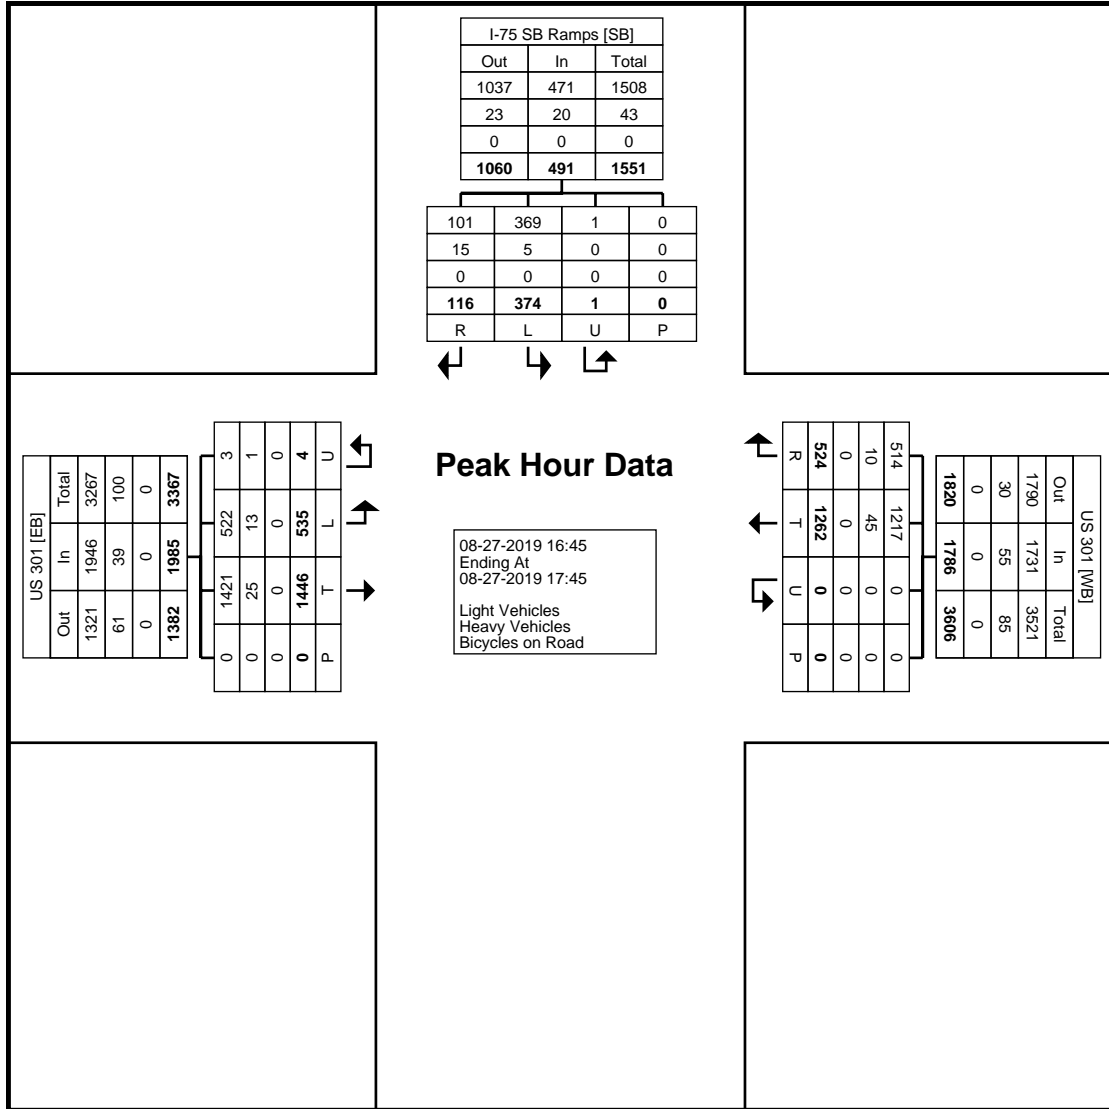 I-75 SB Ramps [SB]
Out In Total
1037 471 1508
23 20 43
0 0 0
1060 491 1551
101 369 1 0
15 5 0 0
0 0 0 0
116 374 1 0
R L U P
Peak Hour Data
08-27-2019 16:45
Ending At
08-27-2019 17:45
Light Vehicles
Heavy Vehicles
Bicycles on Road
US 301 [EB]
Out In Total
1321 1946 3267
61 39 100
0 0 0
1382 1985 3367
0 1421 522 3
0 25 13 1
0 0 0 0
0 1446 535 4
P T L U
US 301 [WB]
Out In Total
1790 1731 3521
30 55 85
0 0 0
1820 1786 3606
514 1217 0 0
10 45 0 0
0 0 0 0
524 1262 0 0
R T U P